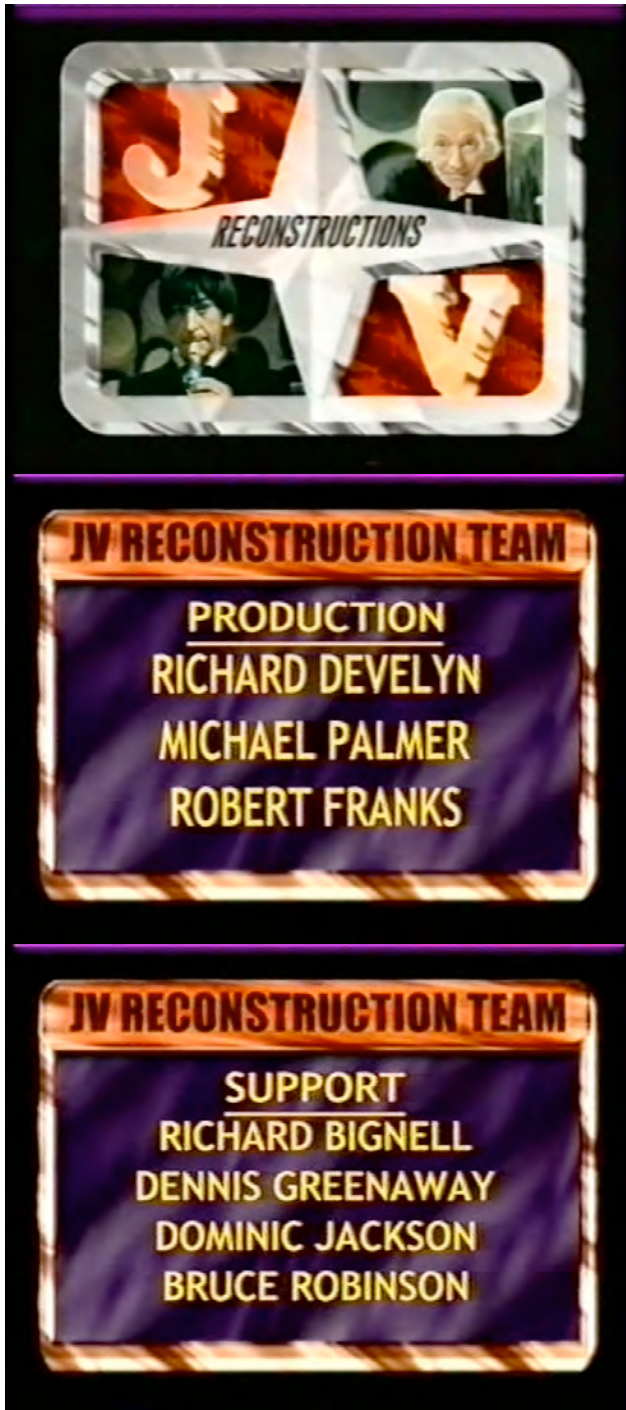 J
RECONSTRUCTIONS
V
JV RECONSTRUCTION TEAM
PRODUCTION
RICHARD DEVELYN
MICHAEL PALMER
ROBERT FRANKS
JV RECONSTRUCTION TEAM
SUPPORT
RICHARD BIGNELL
DENNIS GREENAWAY
DOMINIC JACKSON
BRUCE ROBINSON